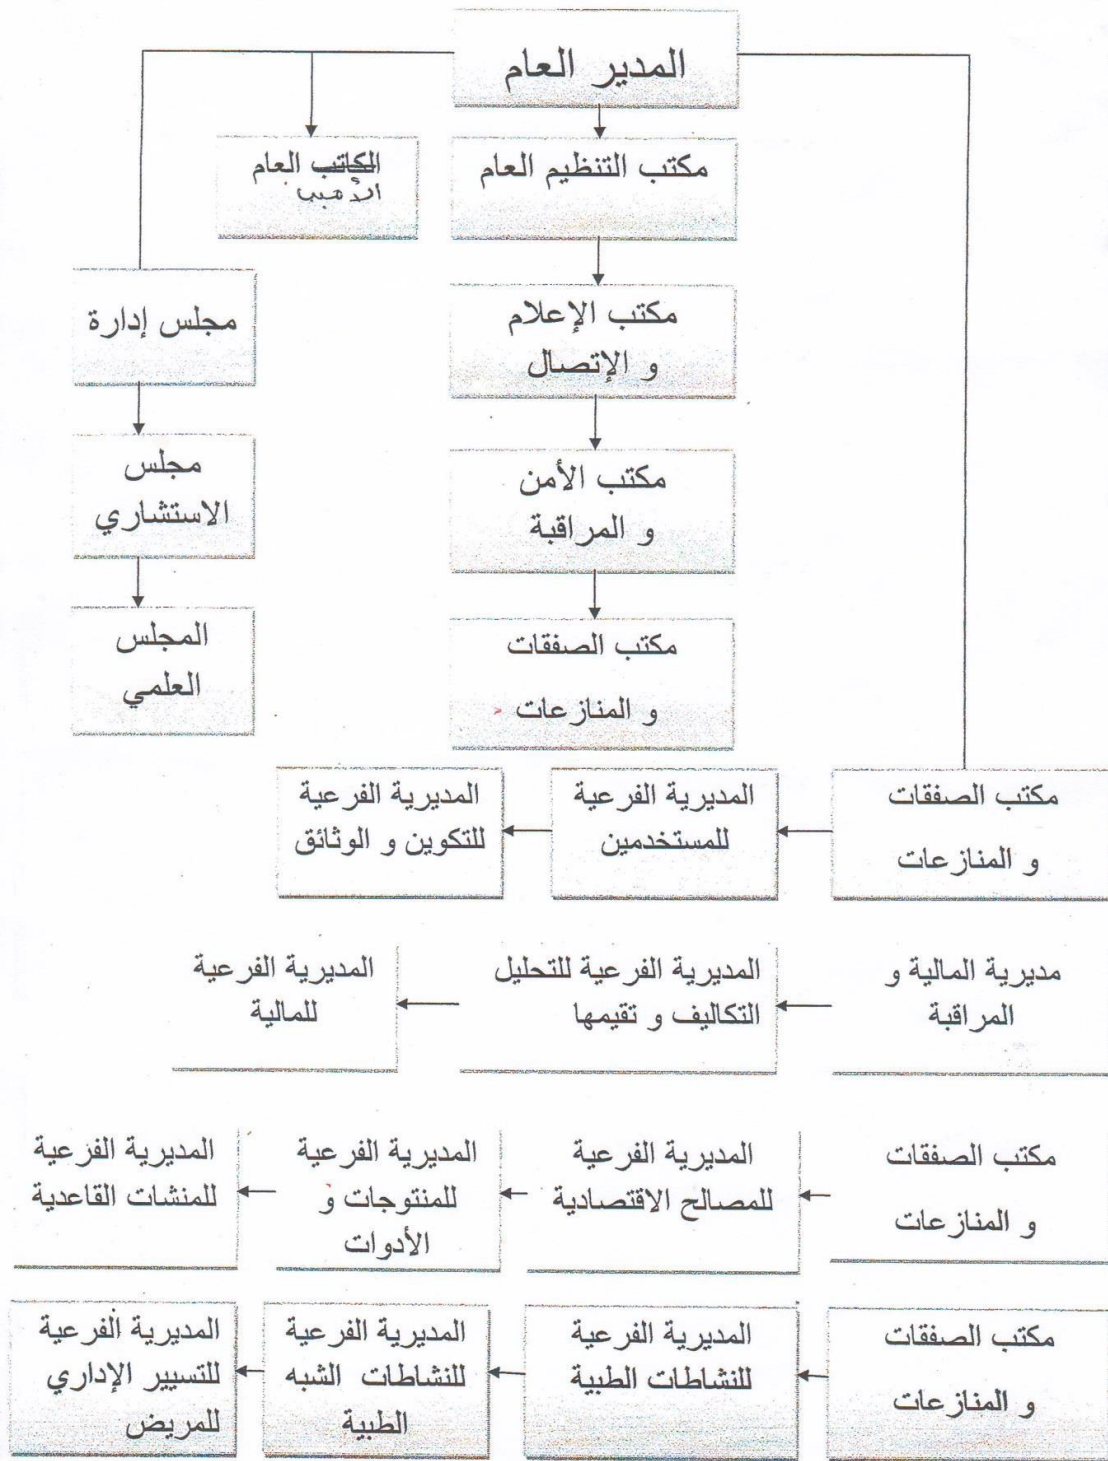 المدير العام
مكتب التنظيم العام
الكاتب العام
مكتب الإعلام
و الإتصال
مجلس إدارة
مكتب الأمن
و المراقبة
مجلس
الاستشاري
مكتب الصفقات
و المنازعات
المجلس
العلمي
مكتب الصفقات
و المنازعات
المديرية الفرعية
للمستخدمين
المديرية الفرعية
للتكوين و الوثائق
مديرية المالية و
المراقبة
المديرية الفرعية للتحليل
التكاليف و تقيمها
المديرية الفرعية
للمالية
مكتب الصفقات
و المنازعات
المديرية الفرعية
للمصالح الاقتصادية
المديرية الفرعية
للمنتوجات و
الأدوات
المديرية الفرعية
للمنشات القاعدية
مكتب الصفقات
و المنازعات
المديرية الفرعية
للنشاطات الطبية
المديرية الفرعية
للنشاطات الشبه
الطبية
المديرية الفرعية
للتسيير الإداري
للمريض